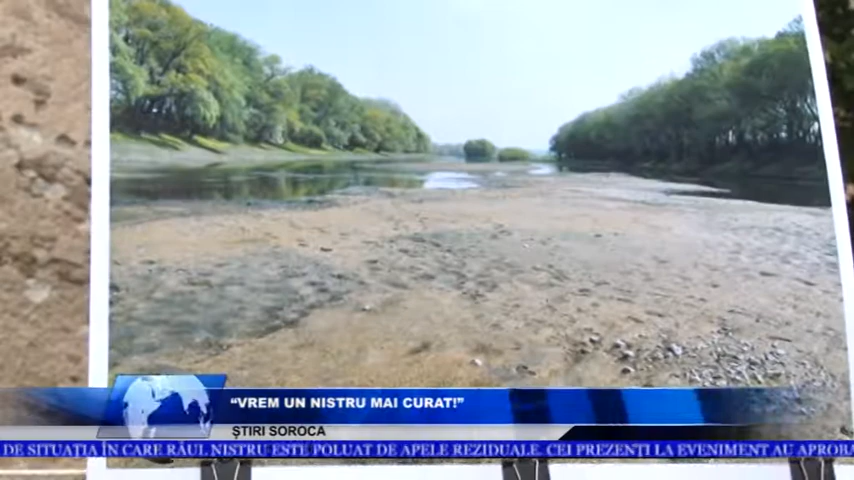 “VREM UN NISTRU MAI CURAT!”
ȘTIRI SOROCA
DE SITUAȚIA ÎN CARE RÂUL NISTRU ESTE POLUAT DE APELE REZIDUALE. CEI PREZENȚI LA EVENIMENT AU